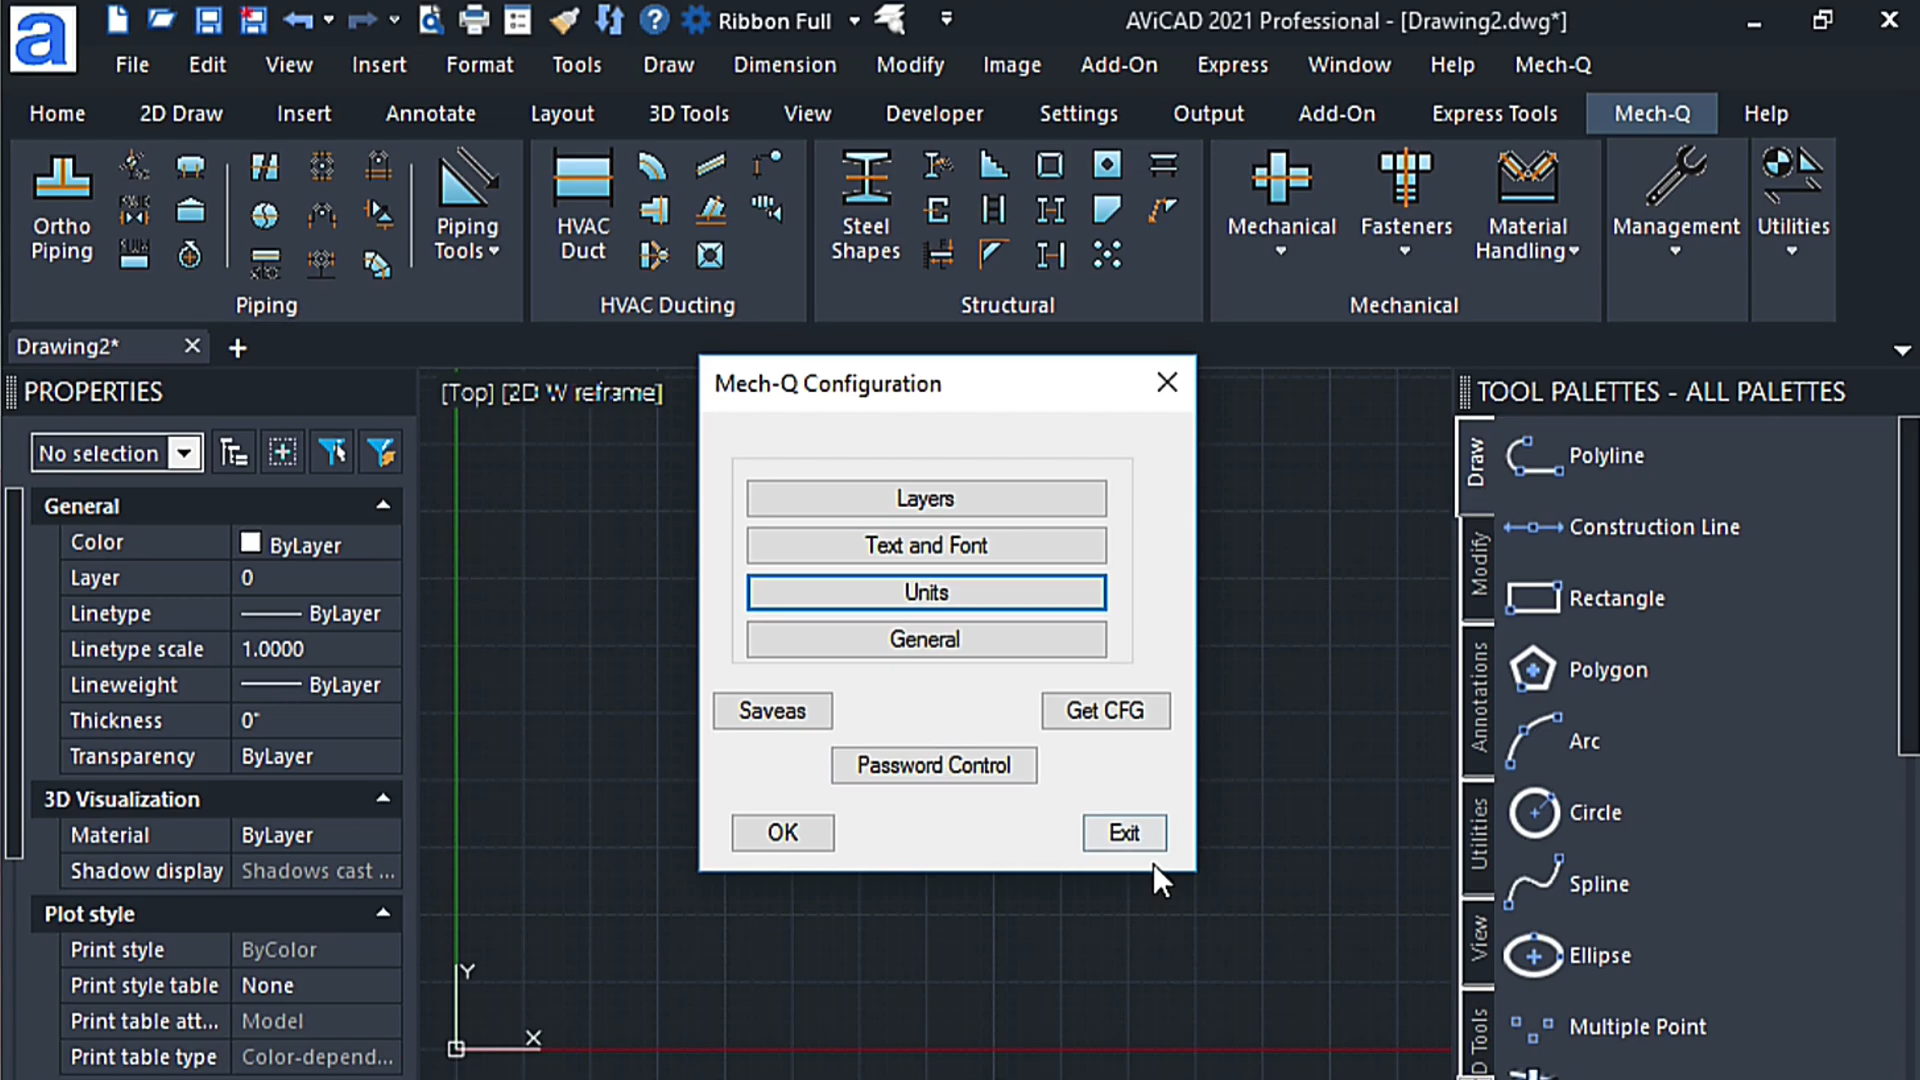 a
Ribbon Full
AViCAD 2021 Professional - [Drawing2.dwg*]
File Edit View Insert Format Tools Draw Dimension Modify Image Add-On Express Window Help Mech-Q
Home 2D Draw Insert Annotate Layout 3D Tools View Developer Settings Output Add-On Express Tools Mech-Q Help
Ortho Piping
Piping Tools
Piping
HVAC Duct
HVAC Ducting
Steel Shapes
Structural
Mechanical
Fasteners
Material Handling
Mechanical
Management
Utilities
Drawing2*
PROPERTIES
No selection
General
Color ByLayer
Layer 0
Linetype ByLayer
Linetype scale 1.0000
Lineweight ByLayer
Thickness 0"
Transparency ByLayer
3D Visualization
Material ByLayer
Shadow display Shadows cast ...
Plot style
Print style ByColor
Print style table None
Print table att... Model
Print table type Color-depend...
[Top] [2D W reframe]
Y
X
Mech-Q Configuration
Layers
Text and Font
Units
General
Saveas
Get CFG
Password Control
OK
Exit
TOOL PALETTES - ALL PALETTES
Draw
Modify
Annotations
Utilities
View
D Tools
Polyline
Construction Line
Rectangle
Polygon
Arc
Circle
Spline
Ellipse
Multiple Point